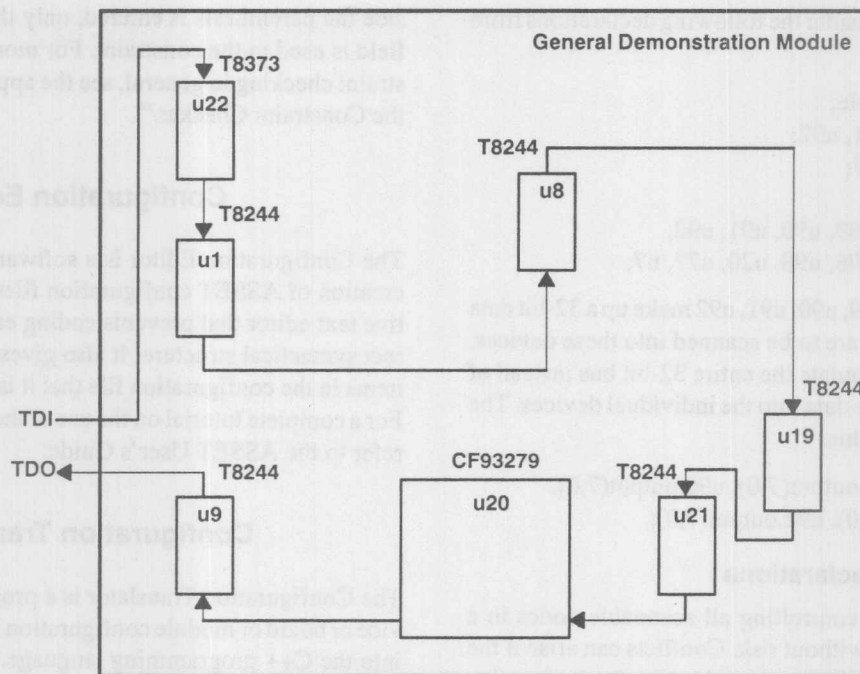 General Demonstration Module
T8373
u22
T8244
u1
T8244
u8
T8244
u19
TDI
TDO
T8244
u9
CF93279
u20
T8244
u21